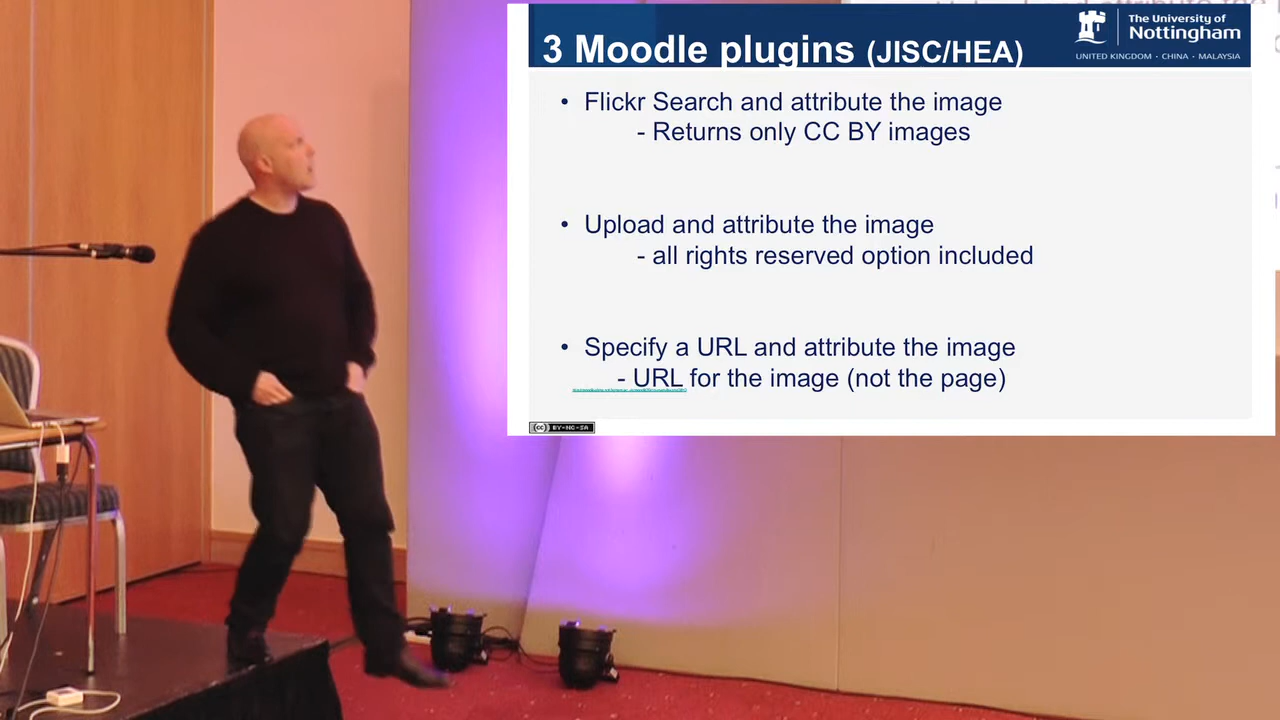 The University of
Nottingham
UNITED KINGDOM · CHINA · MALAYSIA
3 Moodle plugins (JISC/HEA)
• Flickr Search and attribute the image
- Returns only CC BY images
• Upload and attribute the image
- all rights reserved option included
• Specify a URL and attribute the image
- URL for the image (not the page)
cc BY-NC-SA